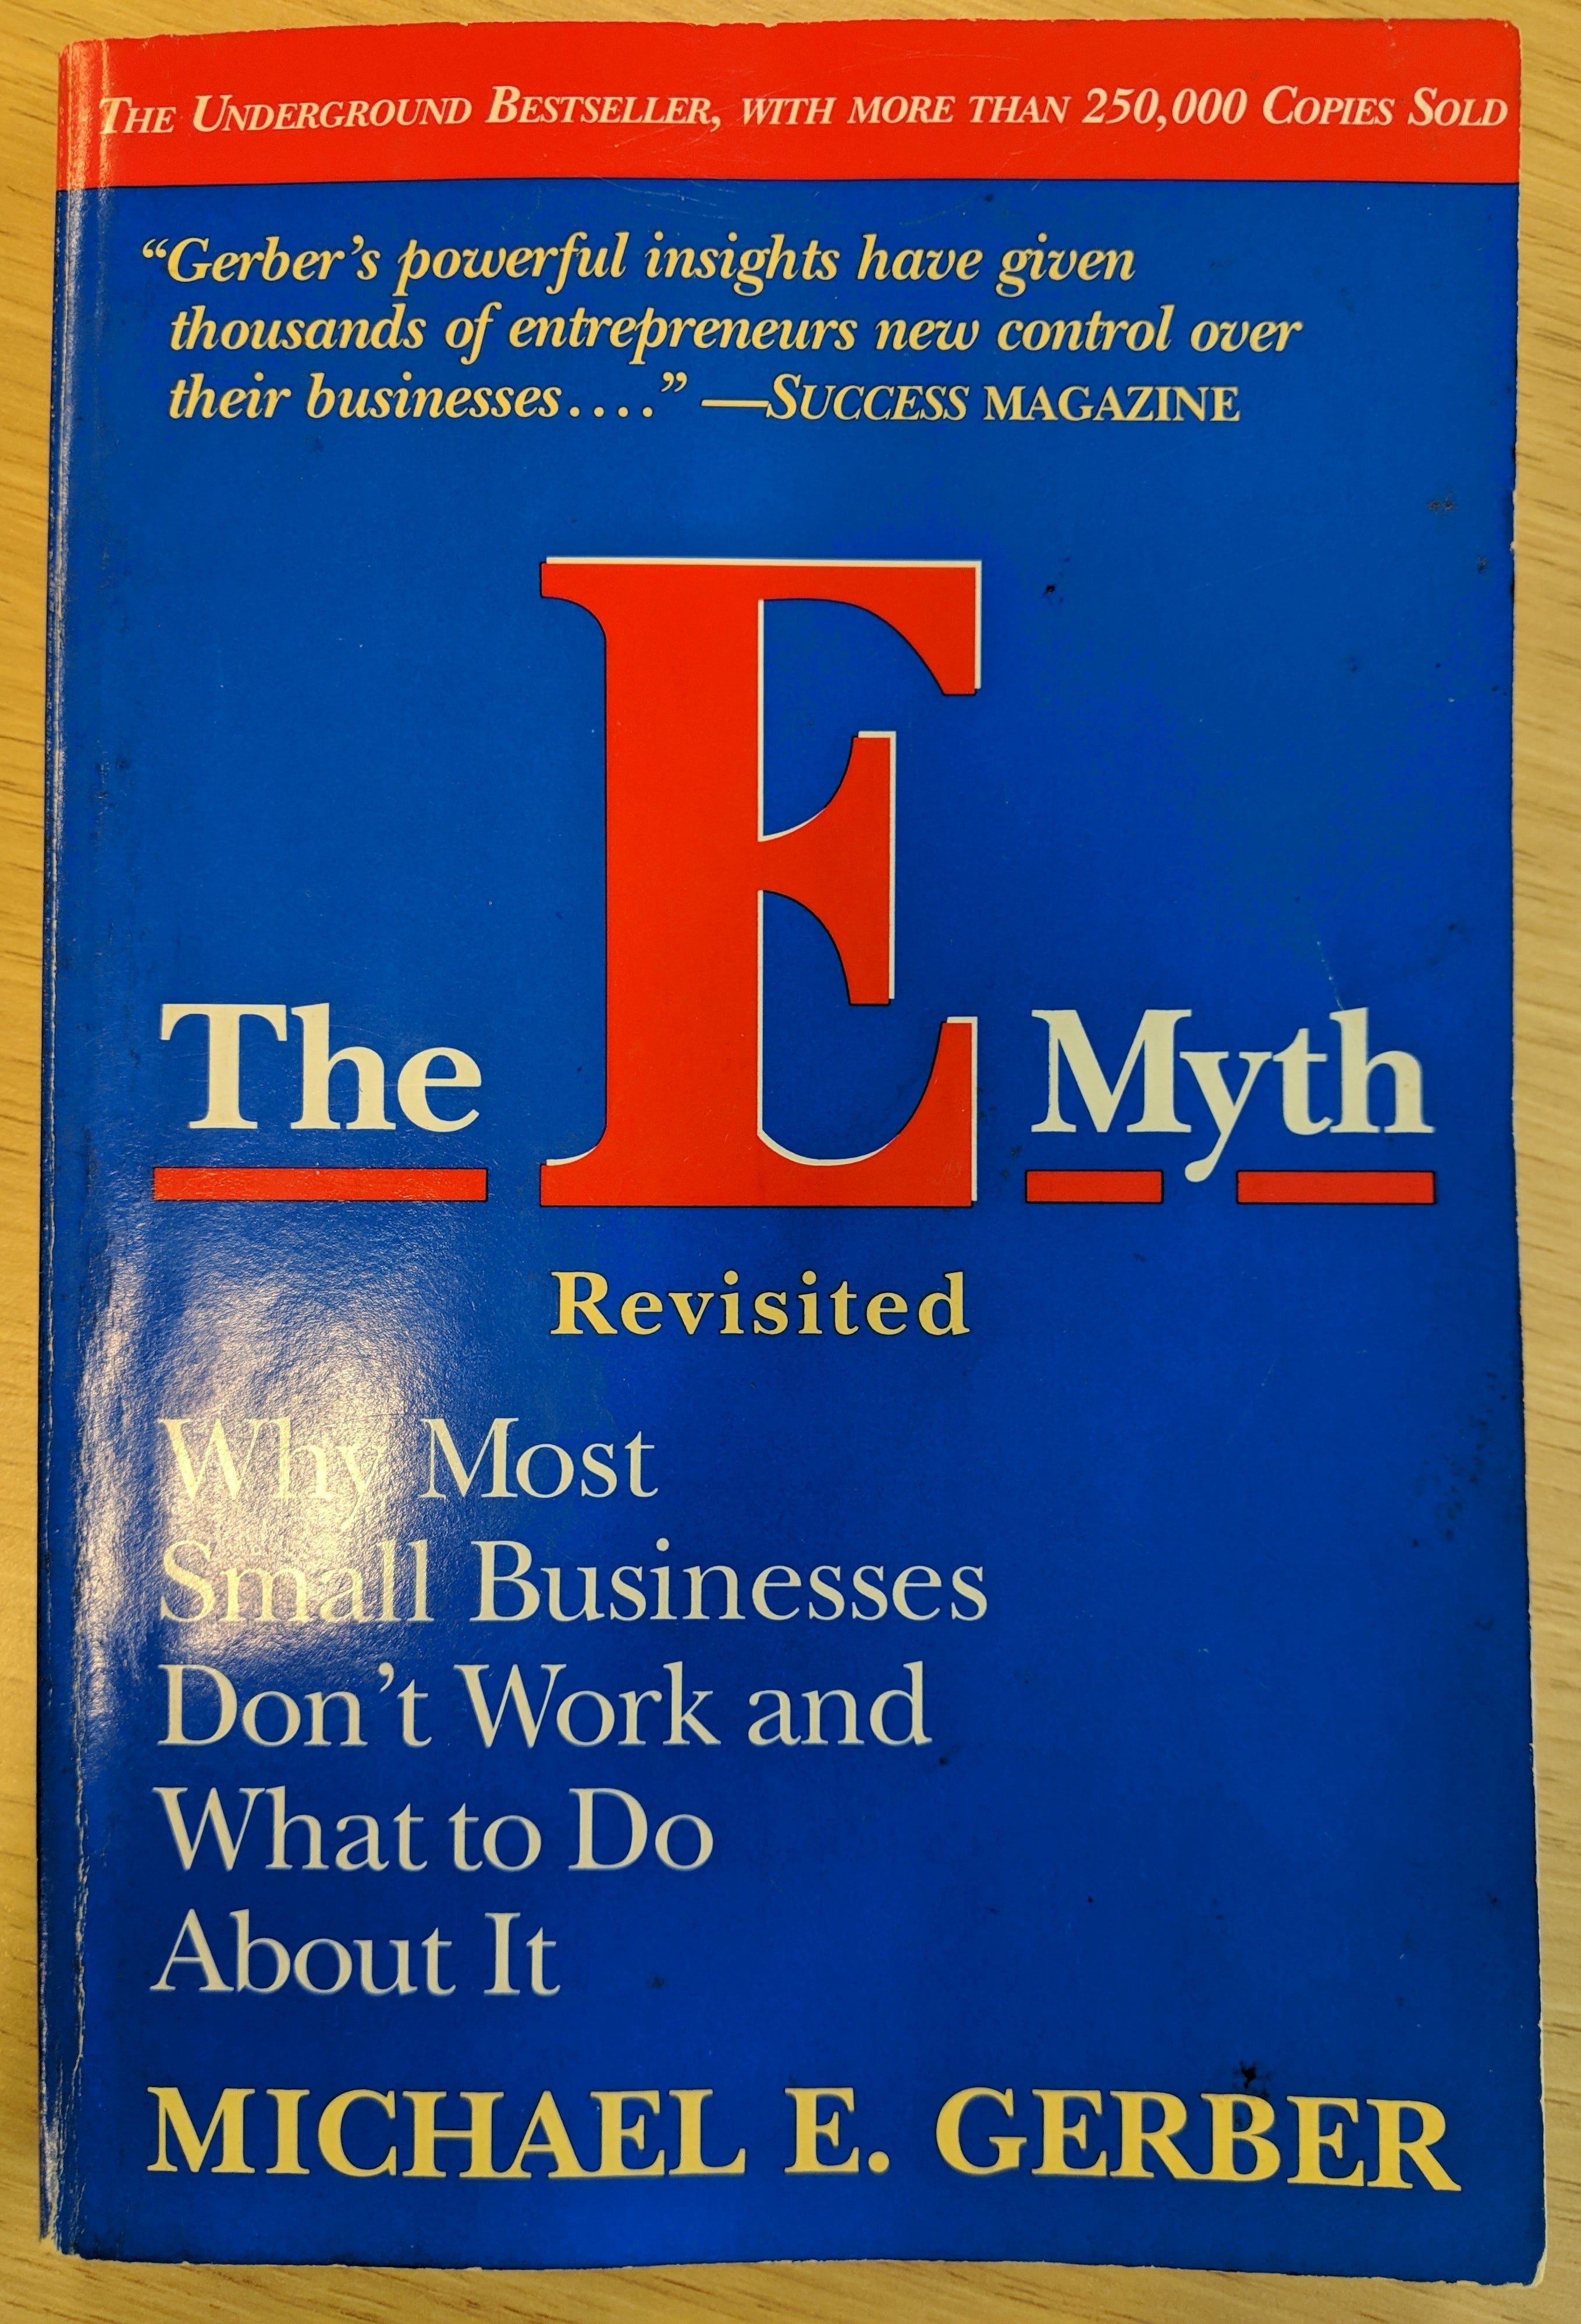 The Underground Bestseller, with more than 250,000 Copies Sold
“Gerber’s powerful insights have given
thousands of entrepreneurs new control over
their businesses....” —Success MAGAZINE
The E Myth
Revisited
Why Most
Small Businesses
Don’t Work and
What to Do
About It
MICHAEL E. GERBER